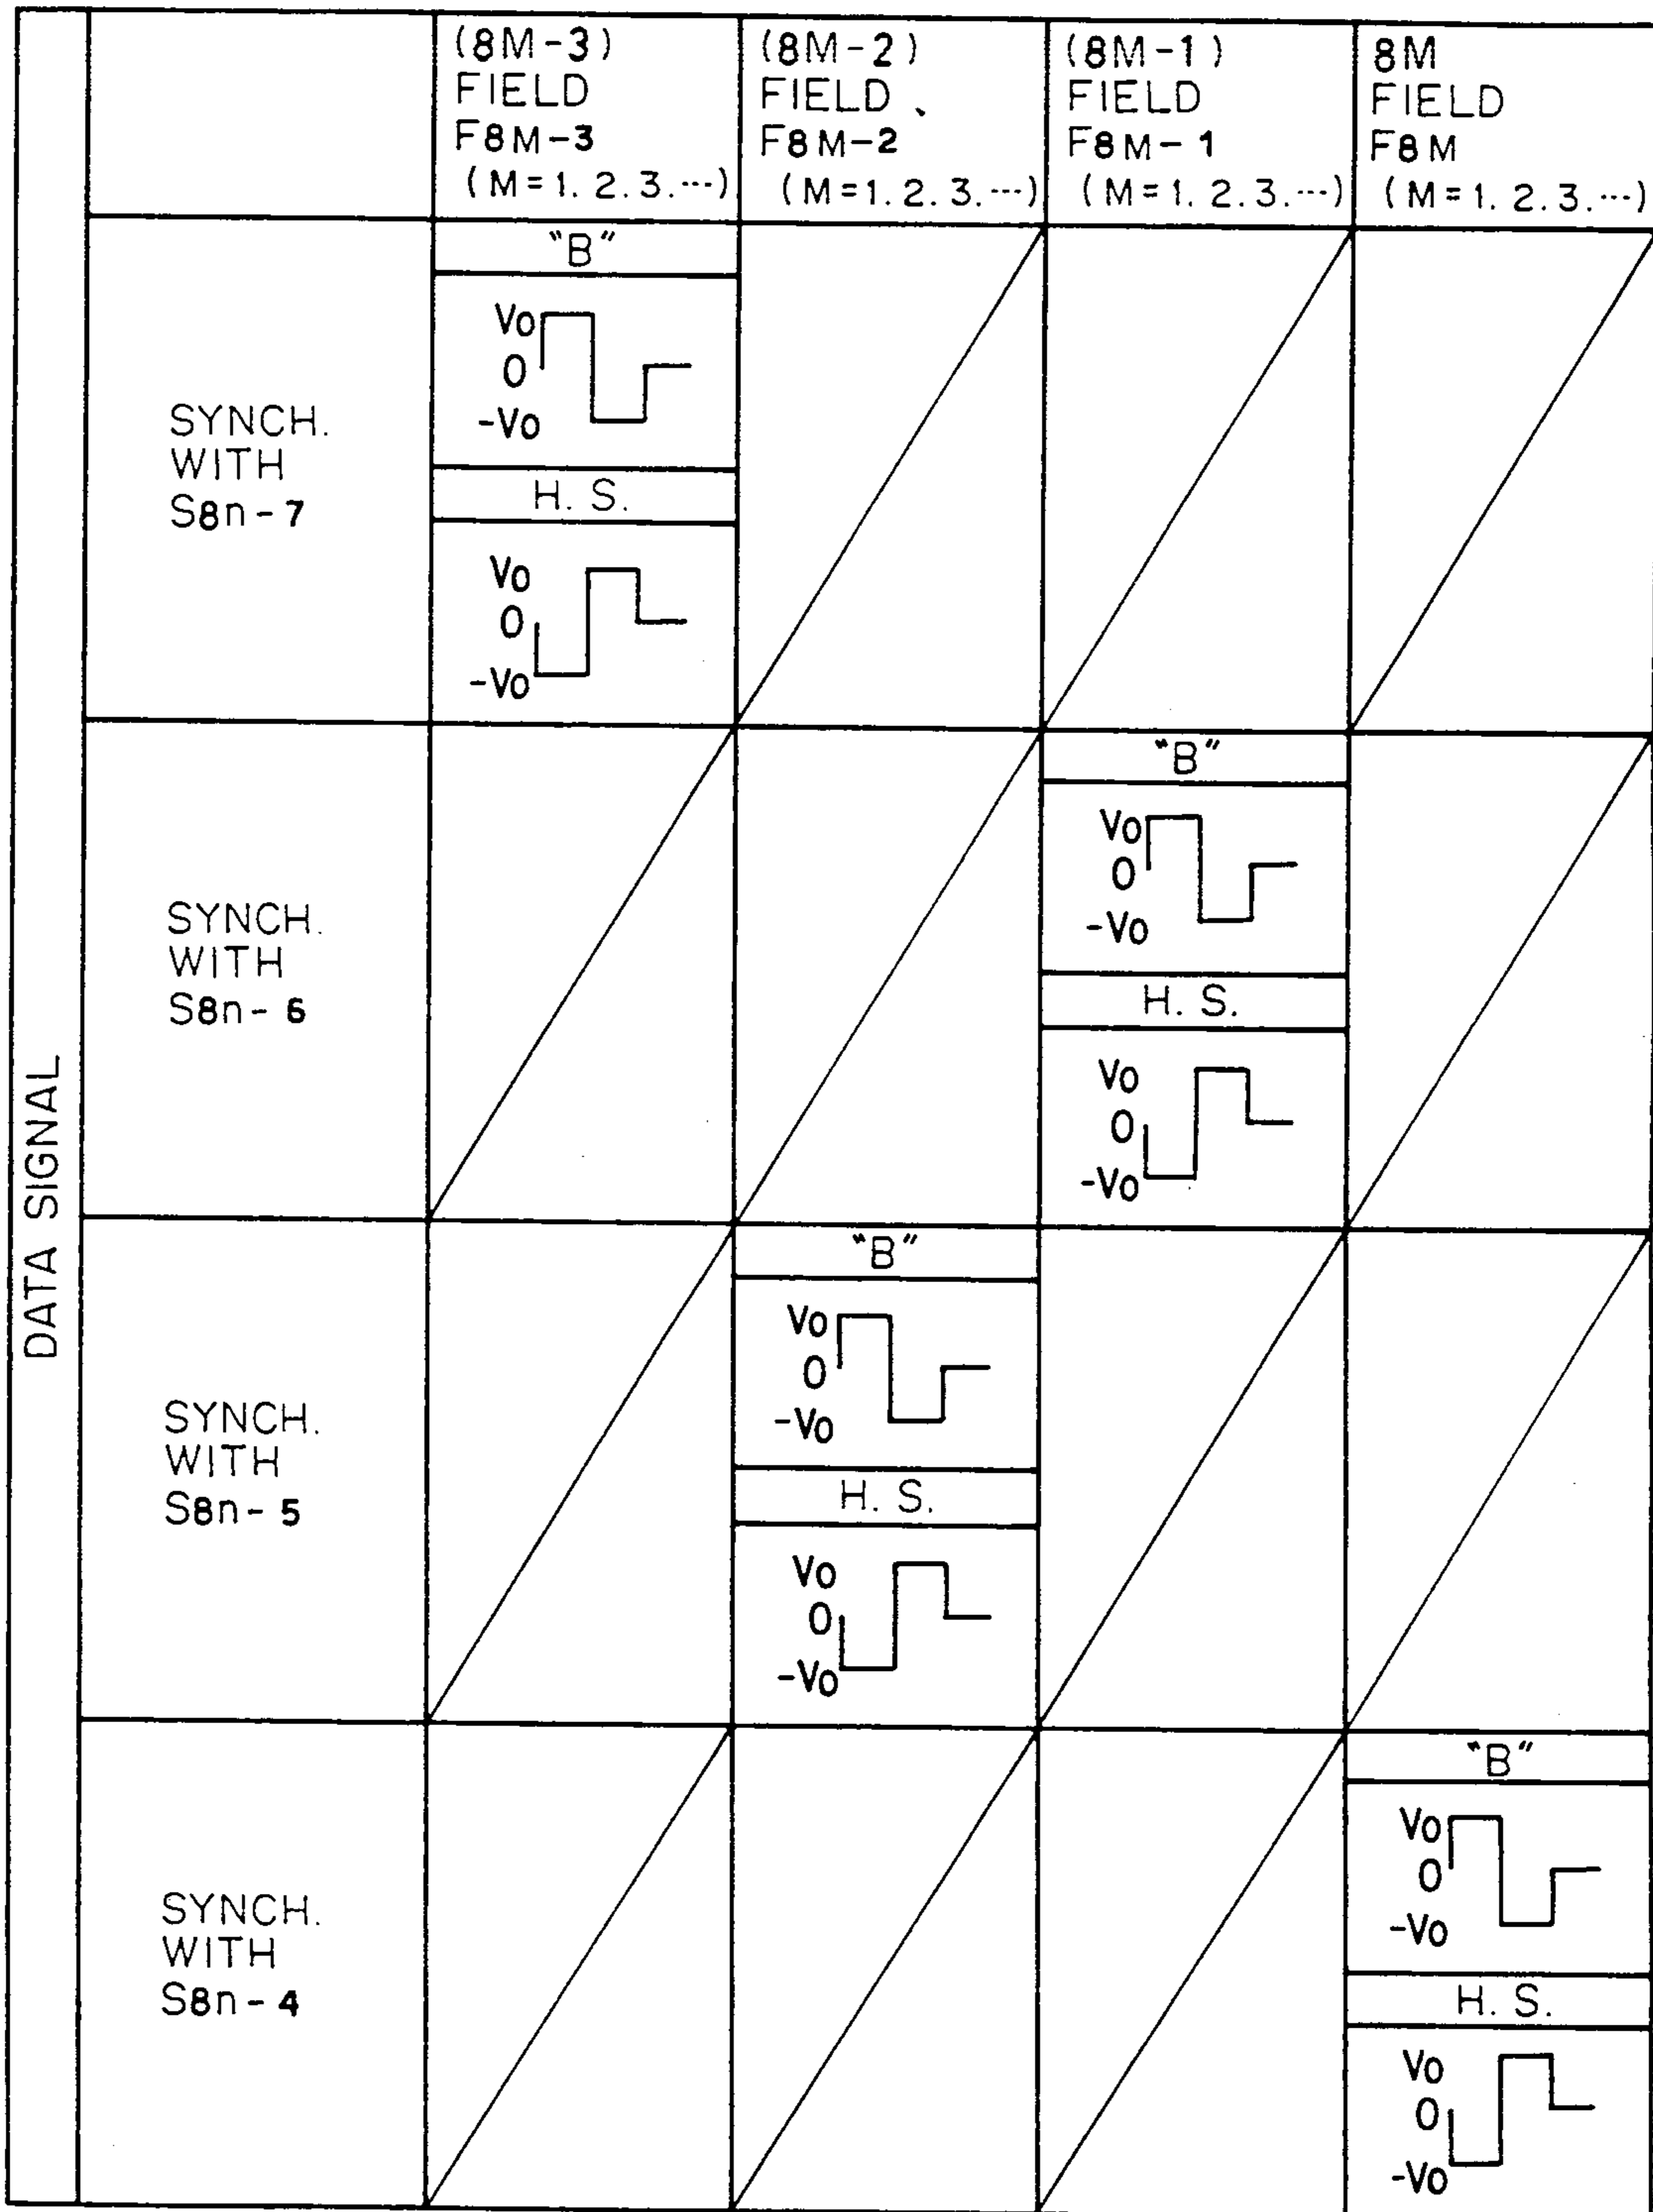 DATA SIGNAL
(8M-3)
FIELD
F8M-3
(M=1.2.3.…)
(8M-2)
FIELD
F8M-2
(M=1.2.3.…)
(8M-1)
FIELD
F8M-1
(M=1.2.3.…)
8M
FIELD
F8M
(M=1.2.3.…)
SYNCH.
WITH
S8n-7
"B"
Vo
0
-Vo
H. S.
Vo
0
-Vo
SYNCH.
WITH
S8n-6
"B"
Vo
0
-Vo
H. S.
Vo
0
-Vo
SYNCH.
WITH
S8n-5
"B"
Vo
0
-Vo
H. S.
Vo
0
-Vo
SYNCH.
WITH
S8n-4
"B"
Vo
0
-Vo
H. S.
Vo
0
-Vo